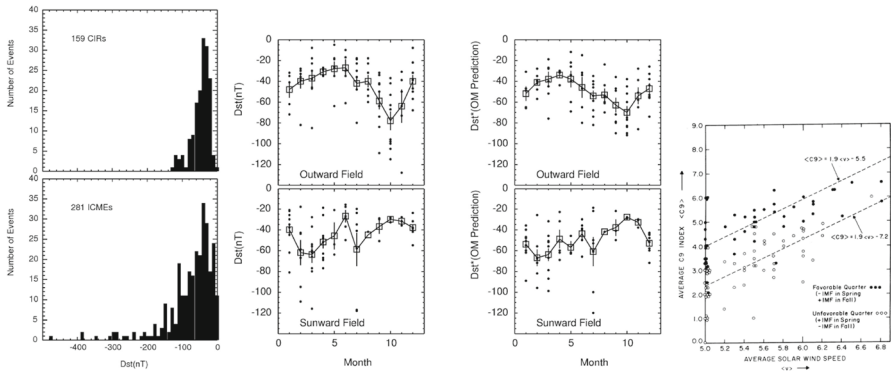 159 CIRs
Number of Events
0
5
10
15
20
25
30
35
40
281 ICMEs
Number of Events
0
5
10
15
20
25
30
35
40
-400
-200
0
Dst(nT)
Outward Field
Dst(nT)
0
-20
-40
-60
-80
-100
-120
Sunward Field
Dst(nT)
0
-20
-40
-60
-80
-100
-120
0
5
10
Month
Outward Field
Dst*(OM Prediction)
0
-20
-40
-60
-80
-100
-120
Sunward Field
Dst*(OM Prediction)
0
-20
-40
-60
-80
-100
-120
0
5
10
Month
AVERAGE C9 INDEX <C9>
9.0
8.0
7.0
6.0
5.0
4.0
3.0
2.0
1.0
0
<C9> = 1.9 <v> - 5.5
<C9> = 1.9 <v> - 7.2
Favorable Quarter
(- IMF in Spring
+ IMF in Fall)
Unfavorable Quarter
(+ IMF in Spring
- IMF in Fall)
5.0
5.2
5.4
5.6
5.8
6.0
6.2
6.4
6.6
6.8
AVERAGE SOLAR WIND SPEED
<v>